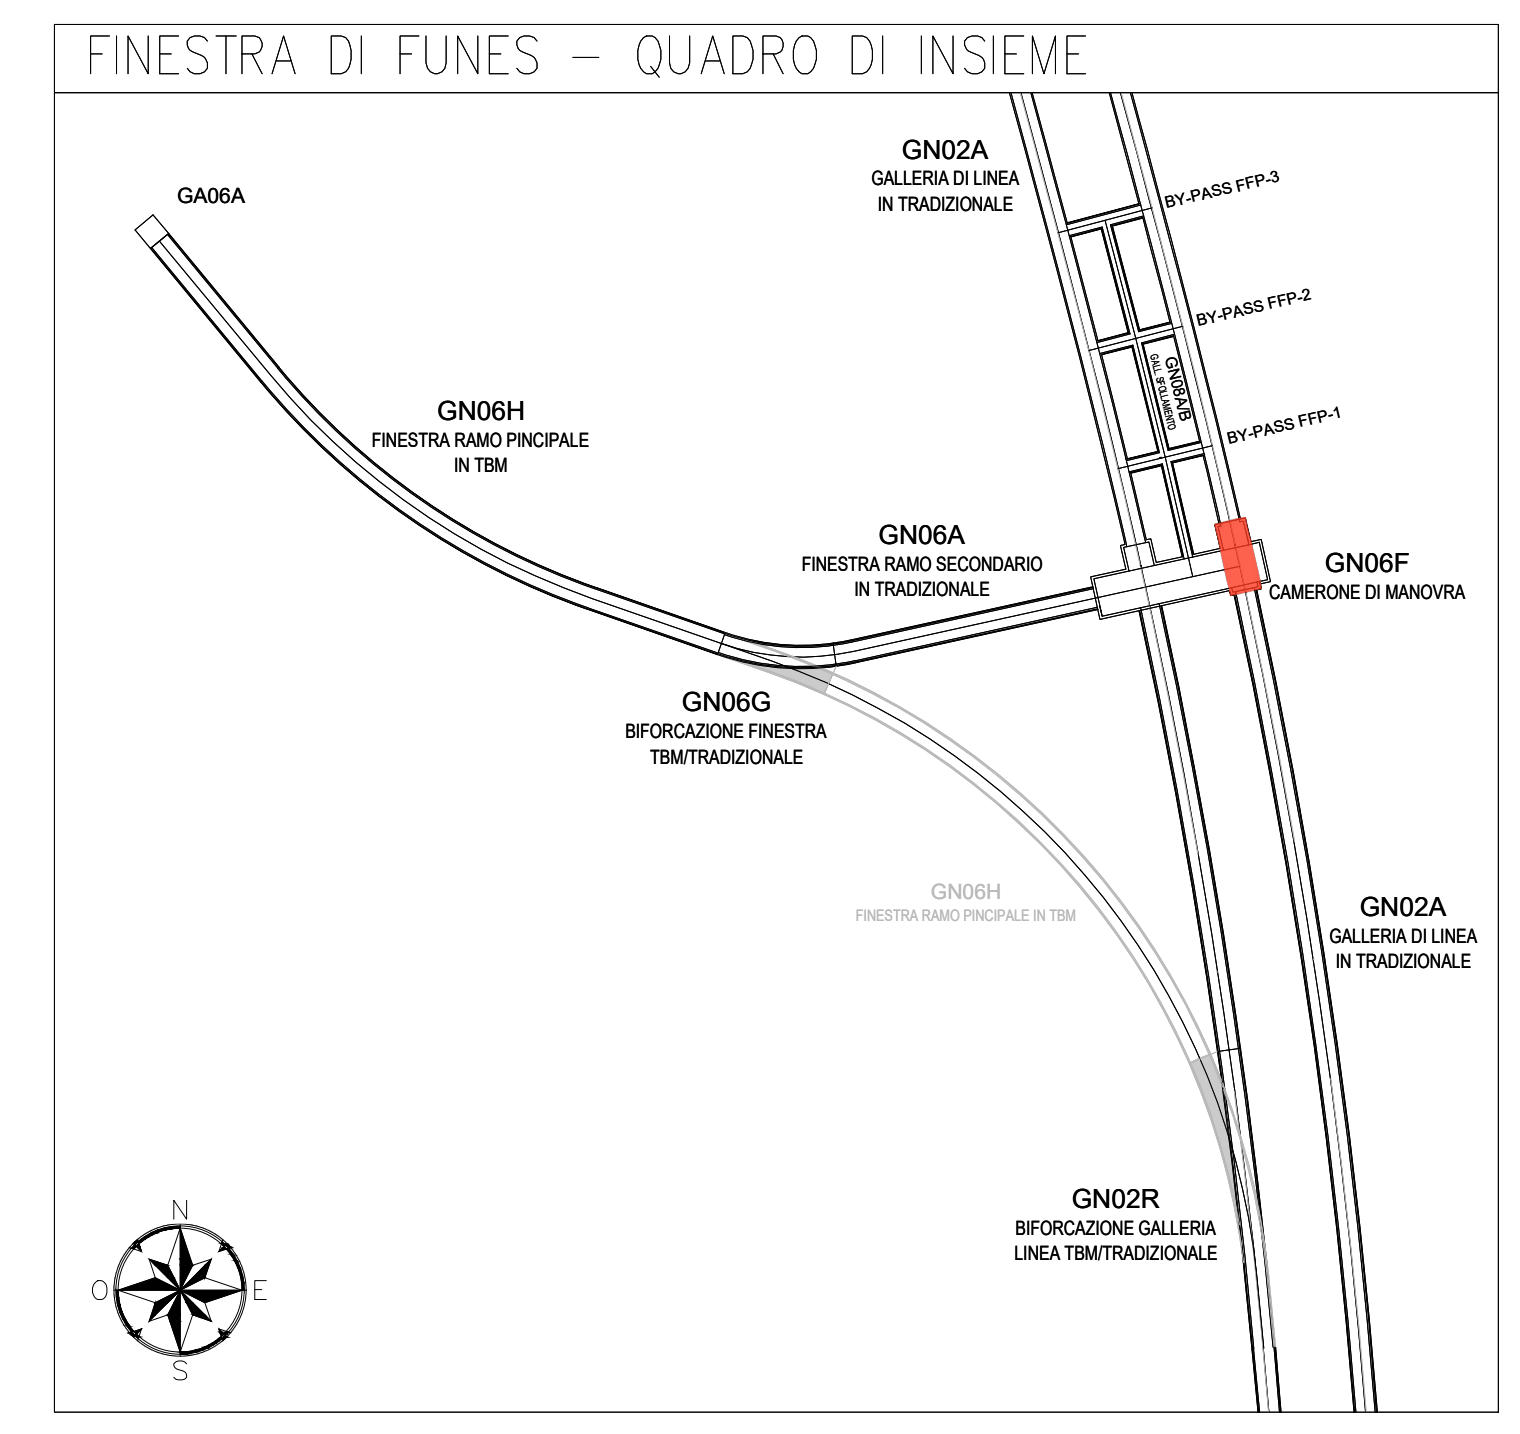 FINESTRA DI FUNES – QUADRO DI INSIEME
GN02A
GALLERIA DI LINEA
IN TRADIZIONALE
BY-PASS FFP-3
GA06A
BY-PASS FFP-2
GN08A/B
GALL. SFOLLAMENTO
GN06H
FINESTRA RAMO PINCIPALE
IN TBM
BY-PASS FFP-1
GN06A
FINESTRA RAMO SECONDARIO
IN TRADIZIONALE
GN06F
CAMERONE DI MANOVRA
GN06G
BIFORCAZIONE FINESTRA
TBM/TRADIZIONALE
GN06H
FINESTRA RAMO PINCIPALE IN TBM
GN02A
GALLERIA DI LINEA
IN TRADIZIONALE
GN02R
BIFORCAZIONE GALLERIA
LINEA TBM/TRADIZIONALE
N
O
E
S